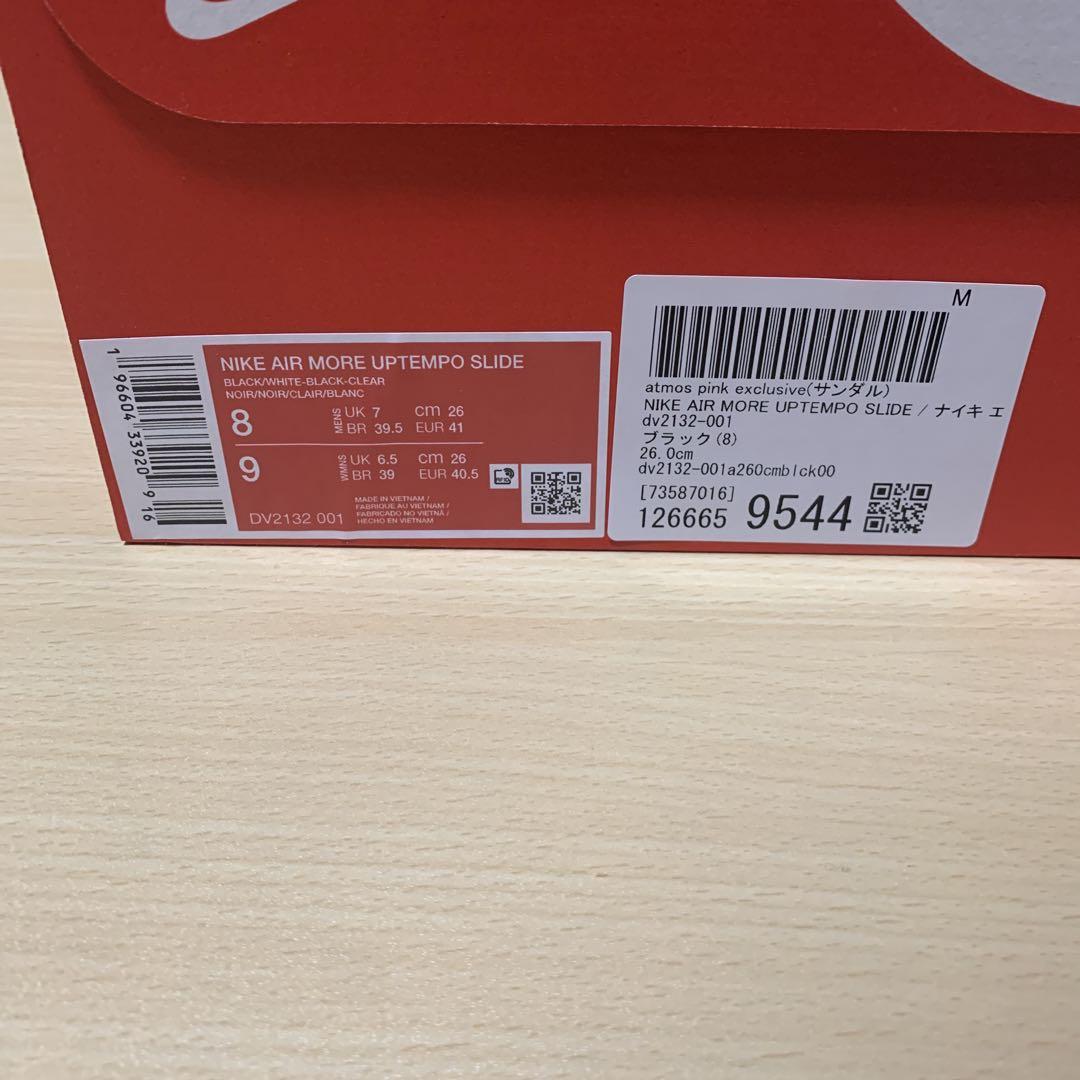 NIKE AIR MORE UPTEMPO SLIDE
BLACK/WHITE-BLACK-CLEAR
NOIR/NOIR/CLAIR/BLANC
8 MENS UK 7 cm 26
BR 39.5 EUR 41
9 WMNS UK 6.5 cm 26
BR 39 EUR 40.5
MADE IN VIETNAM /
FABRIQUE AU VIETNAM /
FABRICADO NO VIETNÃ /
HECHO EN VIETNAM
DV2132 001
1 96604 33920 9 16
M
atmos pink exclusive(サンダル)
NIKE AIR MORE UPTEMPO SLIDE / ナイキ エ
dv2132-001
ブラック(8)
26.0cm
dv2132-001a260cmblck00
[73587016]
126665 9544